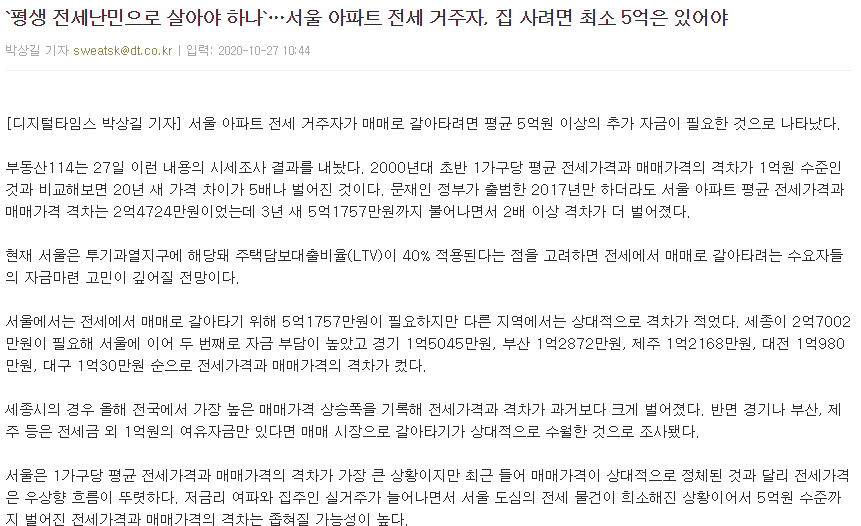 `평생 전세난민으로 살아야 하나`…서울 아파트 전세 거주자, 집 사려면 최소 5억은 있어야
박상길 기자 sweatsk@dt.co.kr | 입력: 2020-10-27 10:44
[디지털타임스 박상길 기자] 서울 아파트 전세 거주자가 매매로 갈아타려면 평균 5억원 이상의 추가 자금이 필요한 것으로 나타났다.
부동산114는 27일 이런 내용의 시세조사 결과를 내놨다. 2000년대 초반 1가구당 평균 전세가격과 매매가격의 격차가 1억원 수준인
것과 비교해보면 20년 새 가격 차이가 5배나 벌어진 것이다. 문재인 정부가 출범한 2017년만 하더라도 서울 아파트 평균 전세가격과
매매가격 격차는 2억4724만원이었는데 3년 새 5억1757만원까지 불어나면서 2배 이상 격차가 더 벌어졌다.
현재 서울은 투기과열지구에 해당돼 주택담보대출비율(LTV)이 40% 적용된다는 점을 고려하면 전세에서 매매로 갈아타려는 수요자들
의 자금마련 고민이 깊어질 전망이다.
서울에서는 전세에서 매매로 갈아타기 위해 5억1757만원이 필요하지만 다른 지역에서는 상대적으로 격차가 적었다. 세종이 2억7002
만원이 필요해 서울에 이어 두 번째로 자금 부담이 높았고 경기 1억5045만원, 부산 1억2872만원, 제주 1억2168만원, 대전 1억980
만원, 대구 1억30만원 순으로 전세가격과 매매가격의 격차가 컸다.
세종시의 경우 올해 전국에서 가장 높은 매매가격 상승폭을 기록해 전세가격과 격차가 과거보다 크게 벌어졌다. 반면 경기나 부산, 제
주 등은 전세금 외 1억원의 여유자금만 있다면 매매 시장으로 갈아타기가 상대적으로 수월한 것으로 조사됐다.
서울은 1가구당 평균 전세가격과 매매가격의 격차가 가장 큰 상황이지만 최근 들어 매매가격이 상대적으로 정체된 것과 달리 전세가격
은 우상향 흐름이 뚜렷하다. 저금리 여파와 집주인 실거주가 늘어나면서 서울 도심의 전세 물건이 희소해진 상황이어서 5억원 수준까
지 벌어진 전세가격과 매매가격의 격차는 좁혀질 가능성이 높다.